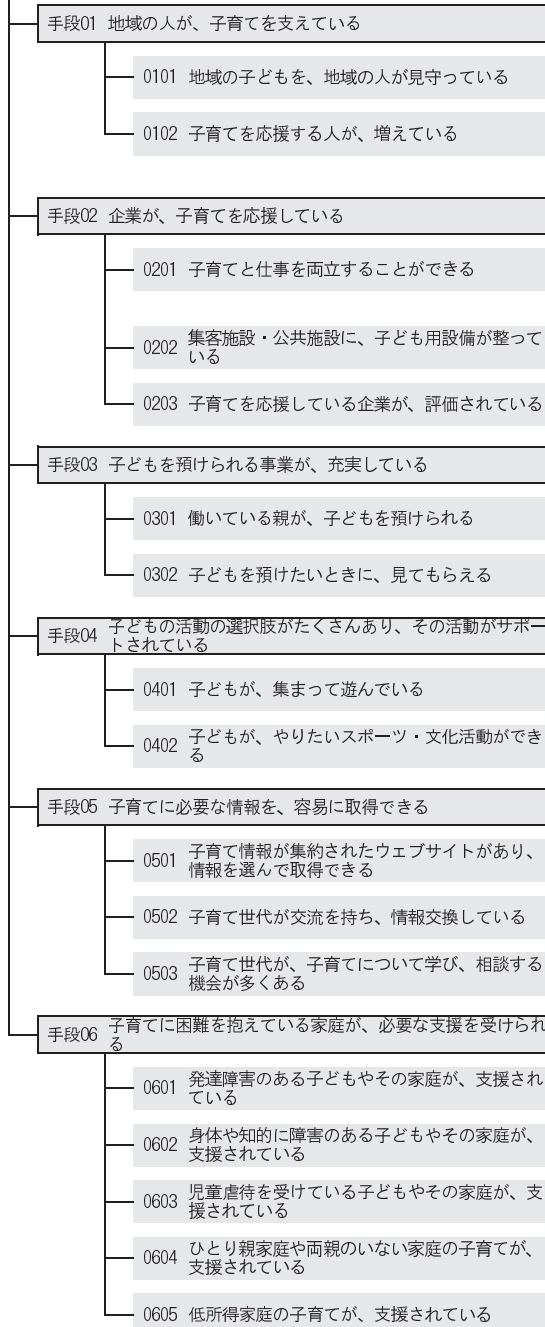 手段01 地域の人が、子育てを支えている
0101 地域の子どもを、地域の人が見守っている
0102 子育てを応援する人が、増えている
手段02 企業が、子育てを応援している
0201 子育てと仕事を両立することができる
0202 集客施設・公共施設に、子ども用設備が整って
いる
0203 子育てを応援している企業が、評価されている
手段03 子どもを預けられる事業が、充実している
0301 働いている親が、子どもを預けられる
0302 子どもを預けたいときに、見てもらえる
手段04 子どもの活動の選択肢がたくさんあり、その活動がサポー
トされている
0401 子どもが、集まって遊んでいる
0402 子どもが、やりたいスポーツ・文化活動ができ
る
手段05 子育てに必要な情報を、容易に取得できる
0501 子育て情報が集約されたウェブサイトがあり、
情報を選んで取得できる
0502 子育て世代が交流を持ち、情報交換している
0503 子育て世代が、子育てについて学び、相談する
機会が多くある
手段06 子育てに困難を抱えている家庭が、必要な支援を受けられ
る
0601 発達障害のある子どもやその家庭が、支援され
ている
0602 身体や知的に障害のある子どもやその家庭が、
支援されている
0603 児童虐待を受けている子どもやその家庭が、支
援されている
0604 ひとり親家庭や両親のいない家庭の子育てが、
支援されている
0605 低所得家庭の子育てが、支援されている